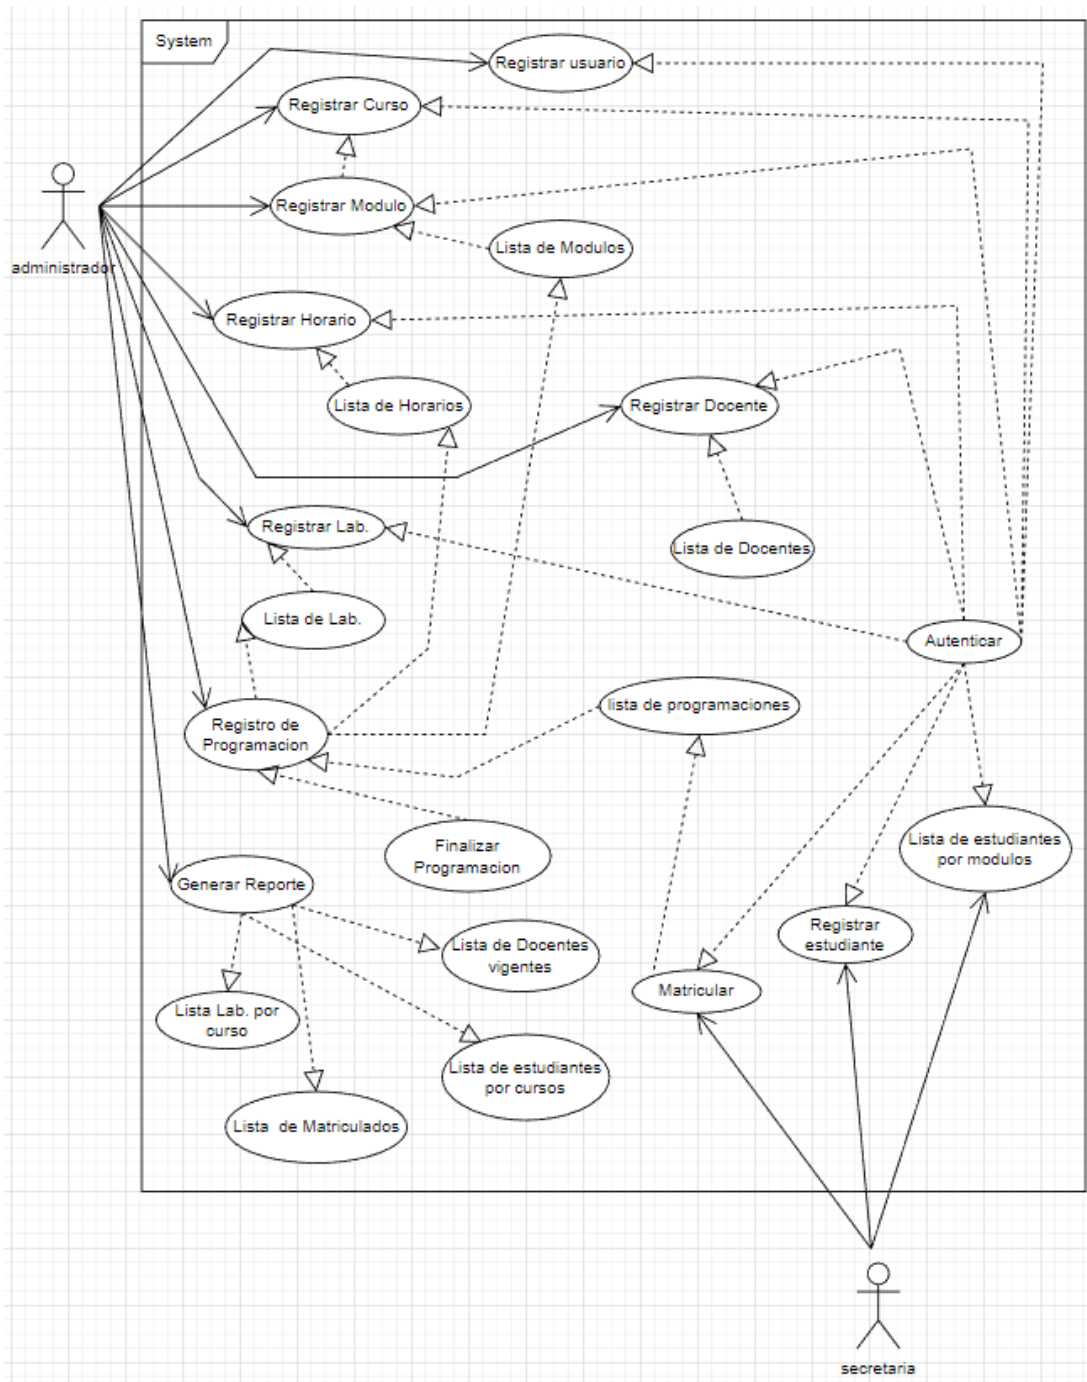 System
Registrar usuario
Registrar Curso
administrador
Registrar Modulo
Lista de Modulos
Registrar Horario
Lista de Horarios
Registrar Docente
Registrar Lab.
Lista de Docentes
Lista de Lab.
Autenticar
Registro de
Programacion
lista de programaciones
Finalizar
Programacion
Lista de estudiantes
por modulos
Generar Reporte
Registrar
estudiante
Lista de Docentes
vigentes
Matricular
Lista Lab. por
curso
Lista de estudiantes
por cursos
Lista  de Matriculados
secretaria